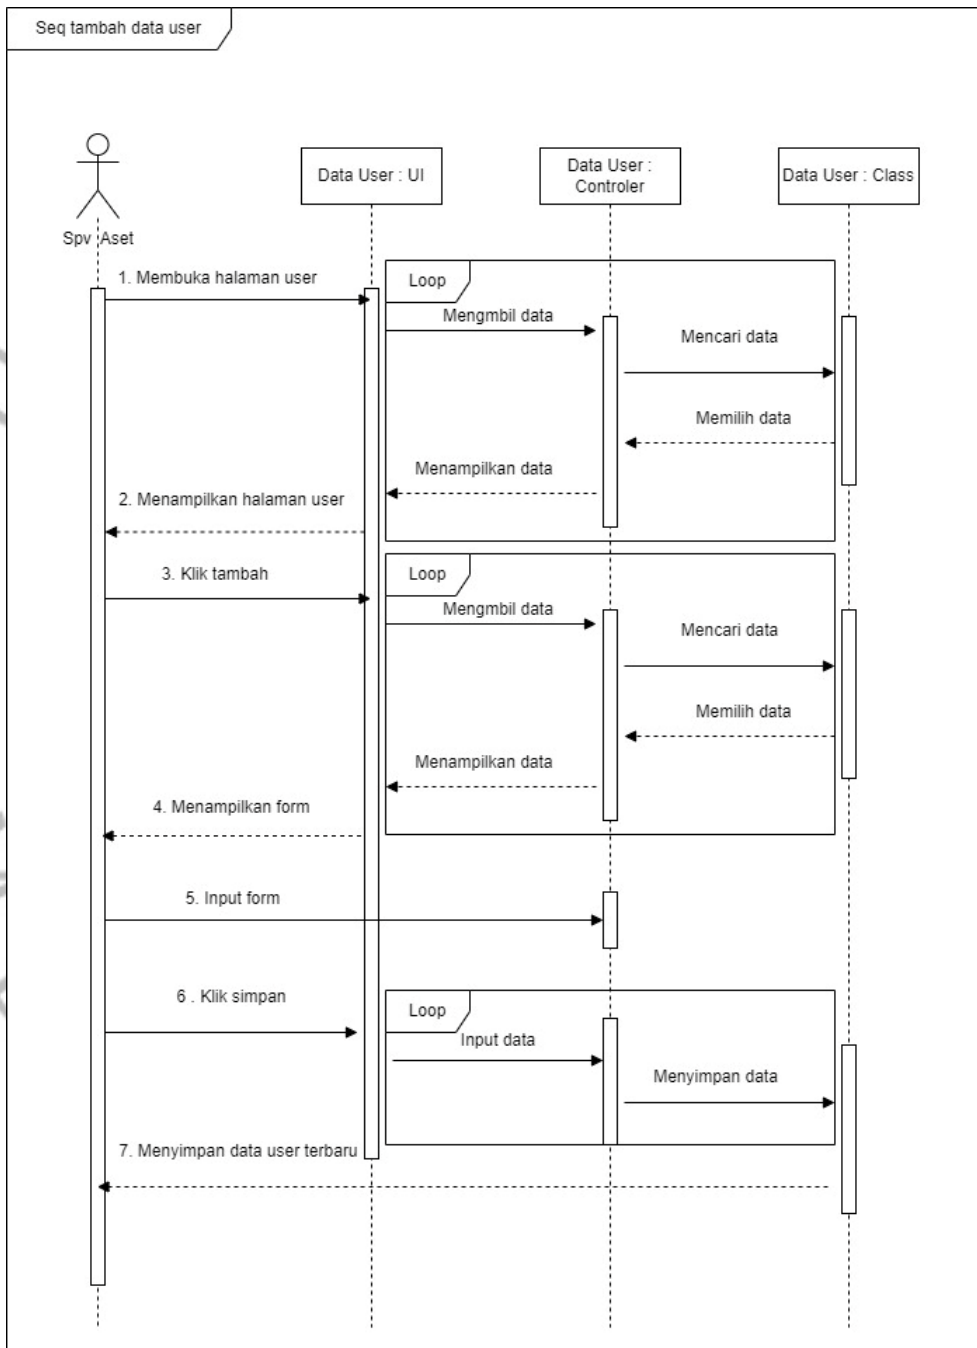 Seq tambah data user
Data User : UI
Data User :
Controler
Data User : Class
Spv Aset
1. Membuka halaman user
Loop
Mengmbil data
Mencari data
Memilih data
Menampilkan data
2. Menampilkan halaman user
3. Klik tambah
Loop
Mengmbil data
Mencari data
Memilih data
Menampilkan data
4. Menampilkan form
5. Input form
6 . Klik simpan
Loop
Input data
Menyimpan data
7. Menyimpan data user terbaru